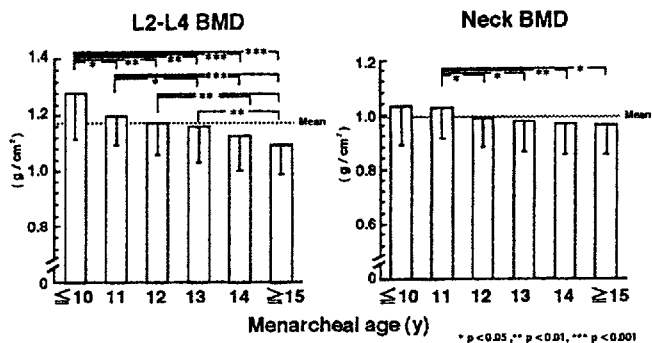 L2-L4 BMD
Neck BMD
1.4
1.2
1.0
0.8
0
(g/cm²)
* ** ** *** ***
* ***
** **
**
Mean
≦10 11 12 13 14 ≧15
1.2
1.0
0.8
0.6
0
(g/cm²)
* * ** *
Mean
≦10 11 12 13 14 ≧15
Menarcheal age (y)
* p<0.05, ** p<0.01, *** p<0.001